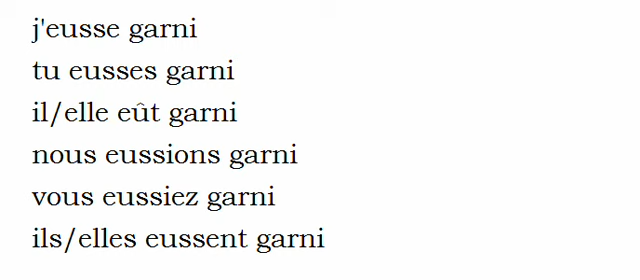 j'eusse garni
tu eusses garni
il/elle eût garni
nous eussions garni
vous eussiez garni
ils/elles eussent garni